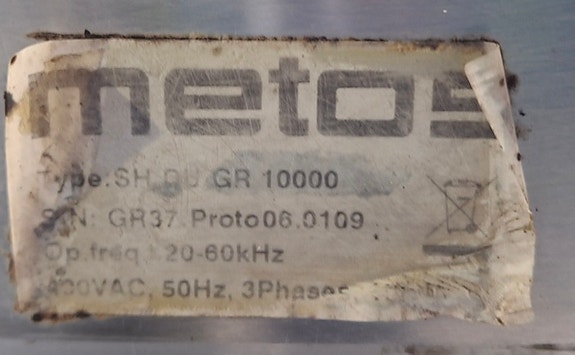 metos
Type.SH DU GR 10000
S/N: GR37.Proto06.0109
Op.freq : 20-60kHz
400VAC, 50Hz, 3Phases